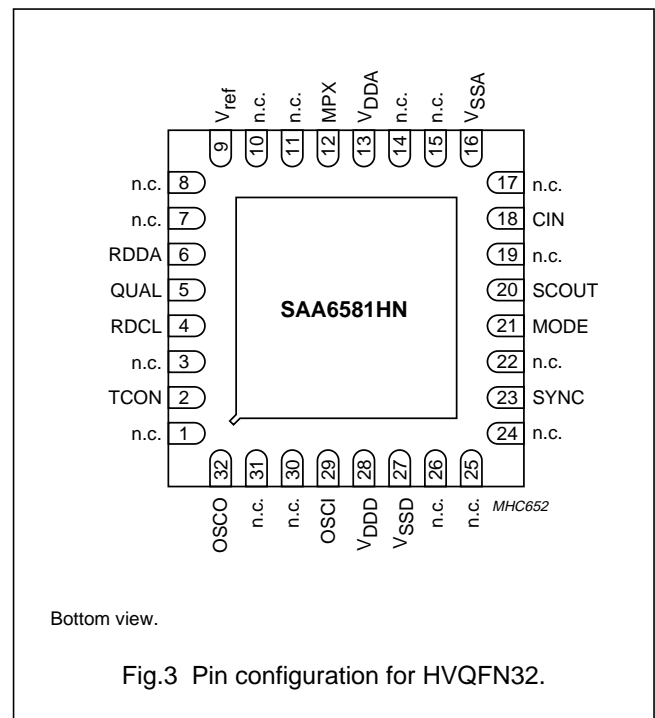 Vref n.c. n.c. MPX VDDA n.c. n.c. VSSA
9 10 11 12 13 14 15 16
n.c. 8
n.c. 7
RDDA 6
QUAL 5
RDCL 4
n.c. 3
TCON 2
n.c. 1
SAA6581HN
17 n.c.
18 CIN
19 n.c.
20 SCOUT
21 MODE
22 n.c.
23 SYNC
24 n.c.
32 31 30 29 28 27 26 25
OSCO n.c. n.c. OSCI VDDD VSSD n.c. n.c.
MHC652
Bottom view.
Fig.3 Pin configuration for HVQFN32.